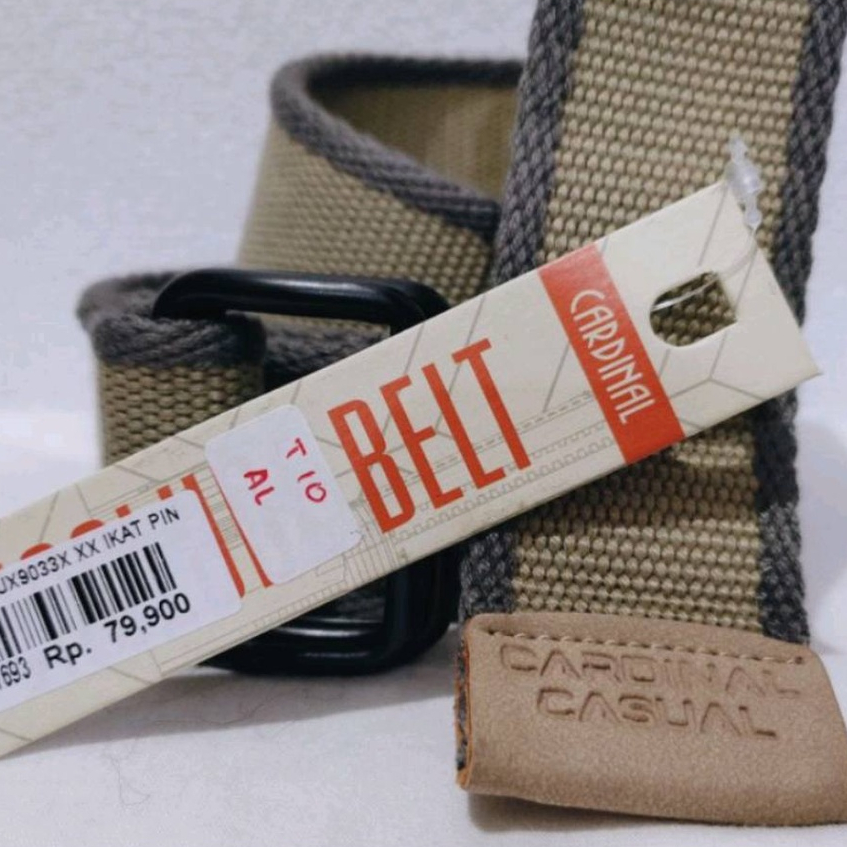 CARDINAL
BELT
T 10
AL
UX9033X XX IKAT PIN
693 Rp. 79,900
CARDINAL
CASUAL